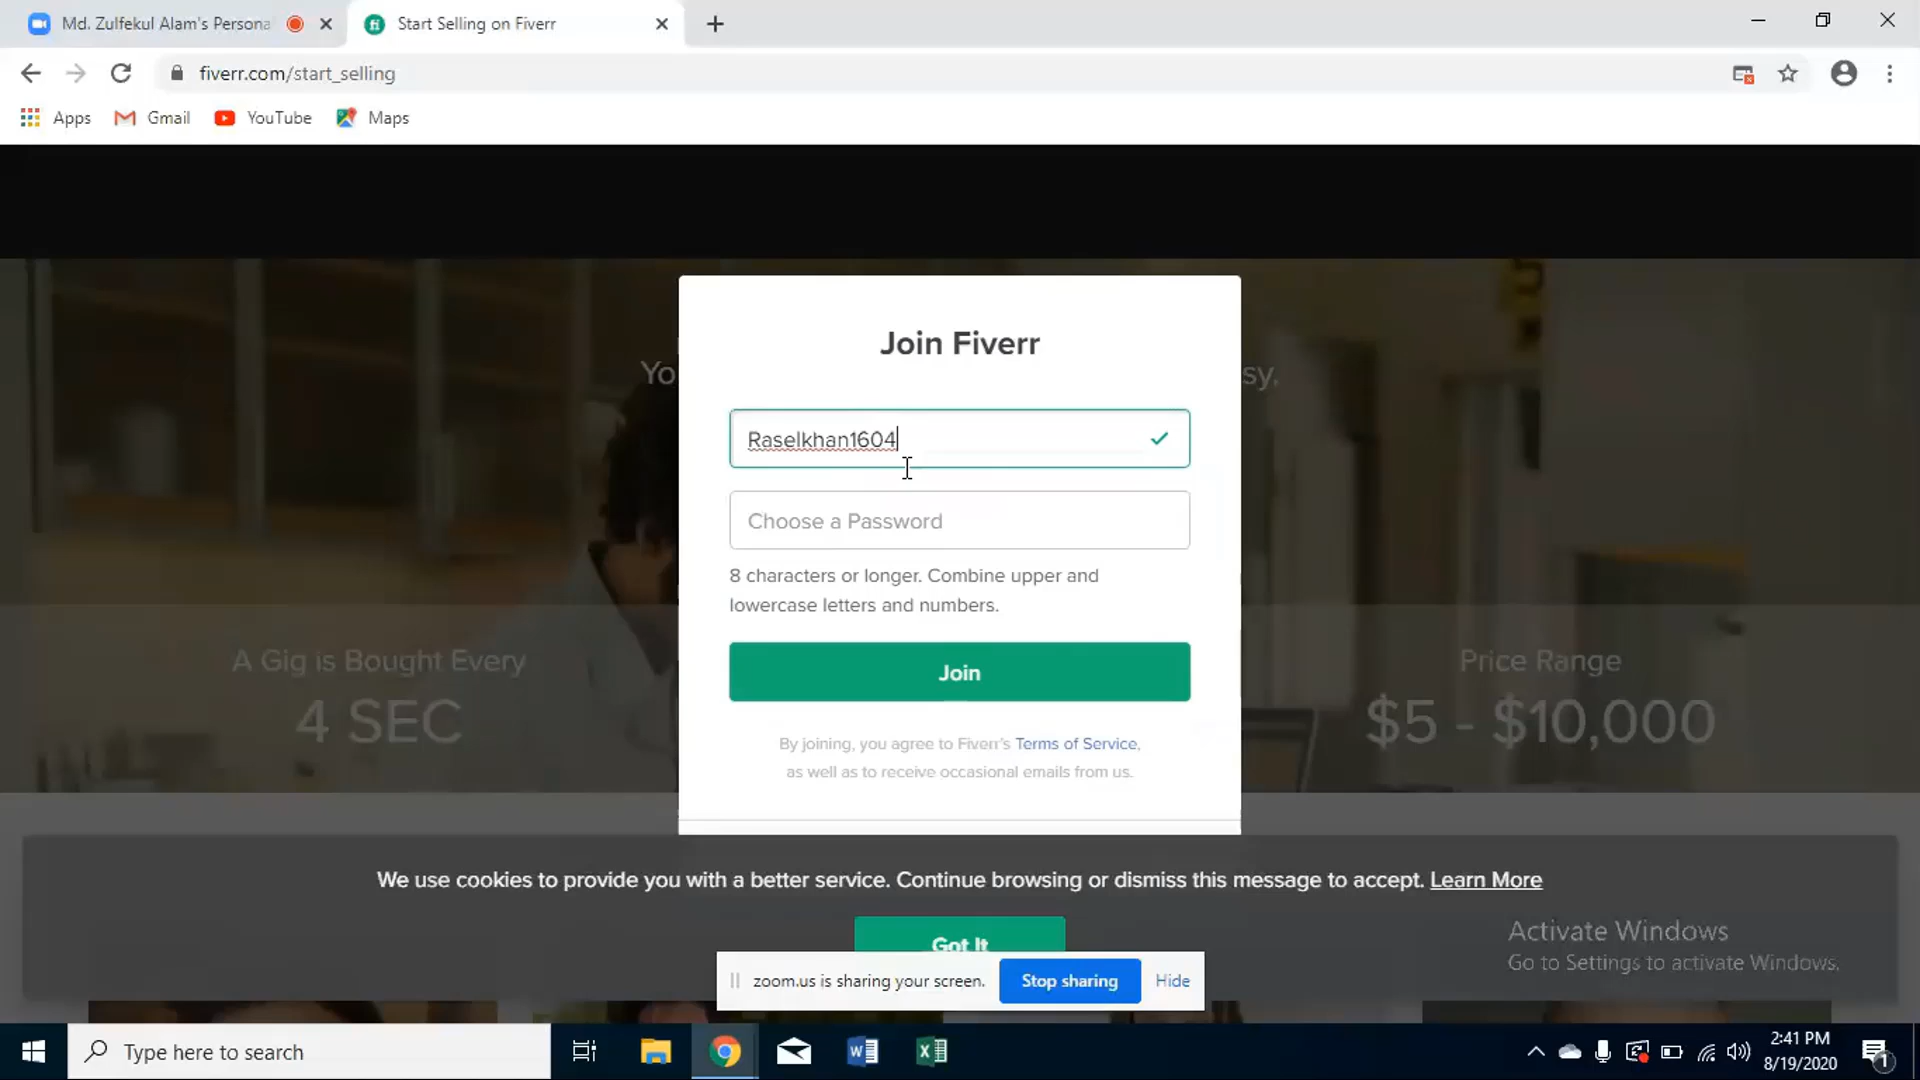 Md. Zulfekul Alam's Persona
Start Selling on Fiverr
fiverr.com/start_selling
Apps Gmail YouTube Maps
Join Fiverr
Yo sy,
Raselkhan1604
Choose a Password
8 characters or longer. Combine upper and
lowercase letters and numbers.
A Gig is Bought Every
4 SEC
Join
Price Range
$5 - $10,000
By joining, you agree to Fiverr's Terms of Service,
as well as to receive occasional emails from us.
We use cookies to provide you with a better service. Continue browsing or dismiss this message to accept. Learn More
Got It
Activate Windows
Go to Settings to activate Windows.
zoom.us is sharing your screen. Stop sharing Hide
Type here to search
2:41 PM
8/19/2020
1